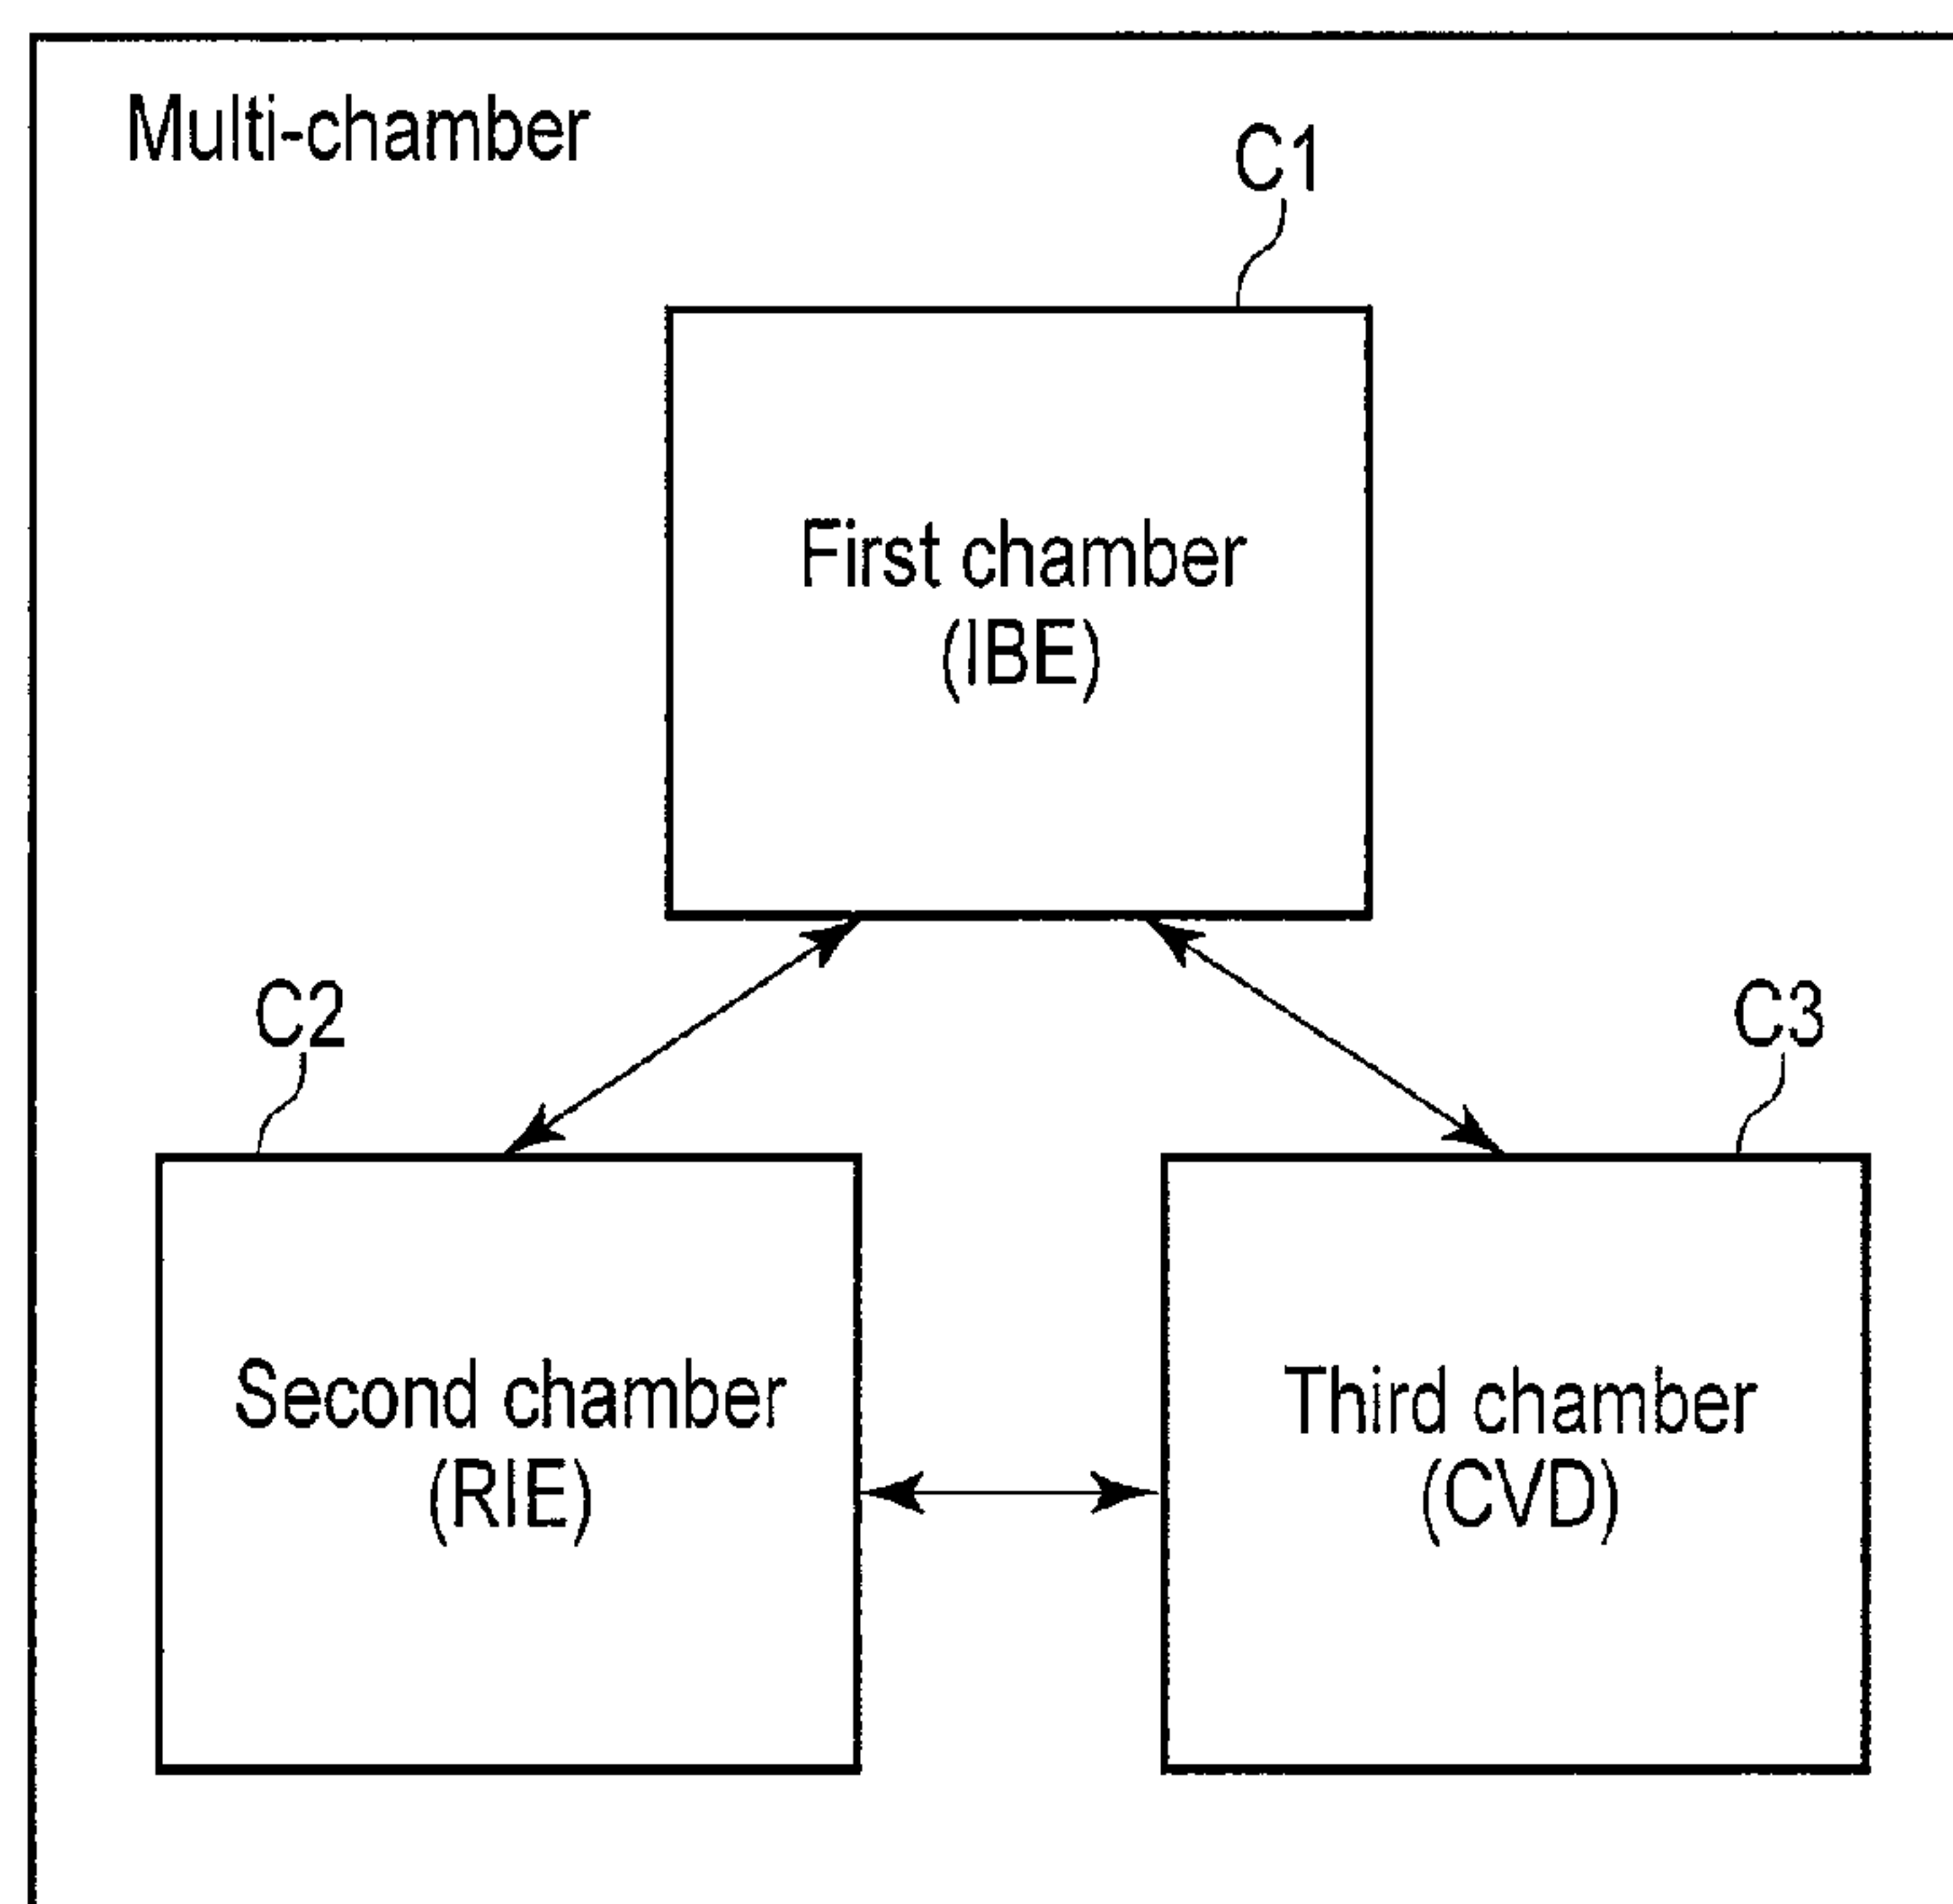 Multi-chamber
C1
First chamber
(IBE)
C2
C3
Second chamber
(RIE)
Third chamber
(CVD)